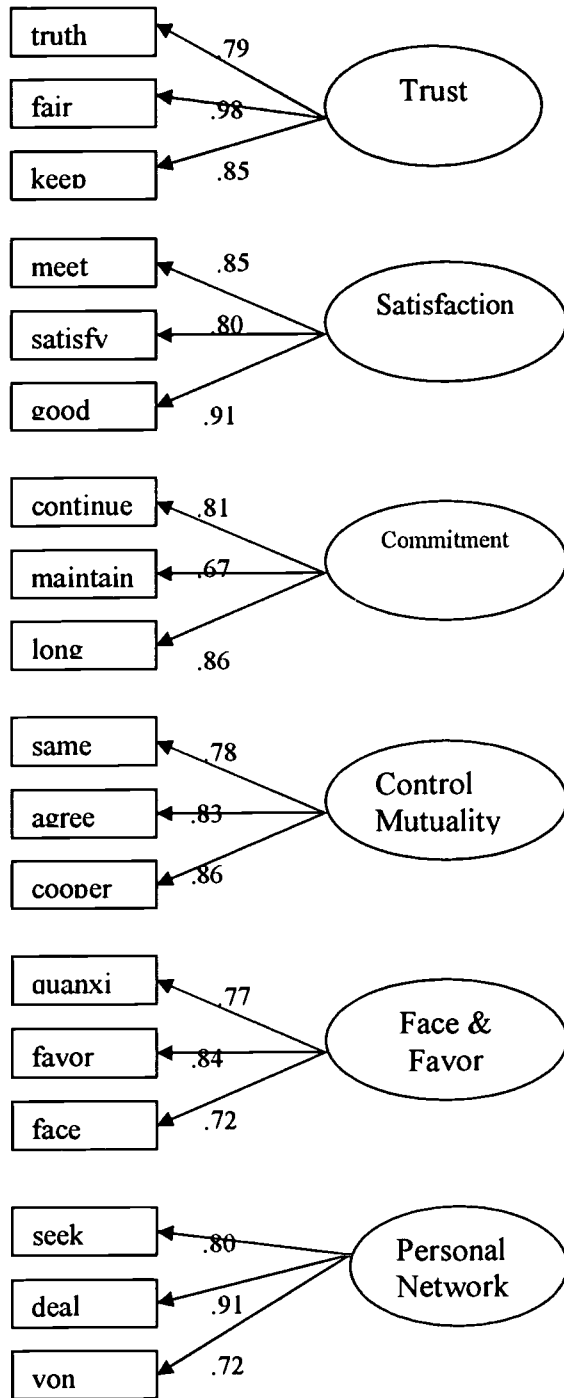 truth
.79
Trust
fair
.98
keep
.85
meet
.85
Satisfaction
satisfy
.80
good
.91
continue
.81
Commitment
maintain
.67
long
.86
same
.78
Control
Mutuality
agree
.83
cooper
.86
guanxi
.77
Face &
Favor
favor
.84
face
.72
seek
.80
Personal
Network
deal
.91
von
.72